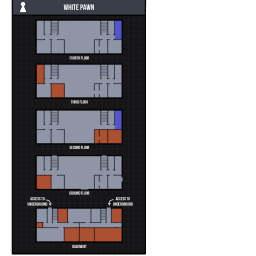 WHITE PAWN
FOURTH FLOOR
THIRD FLOOR
SECOND FLOOR
GROUND FLOOR
ACCESS TO
UNDERGROUND
ACCESS TO
UNDERGROUND
BASEMENT